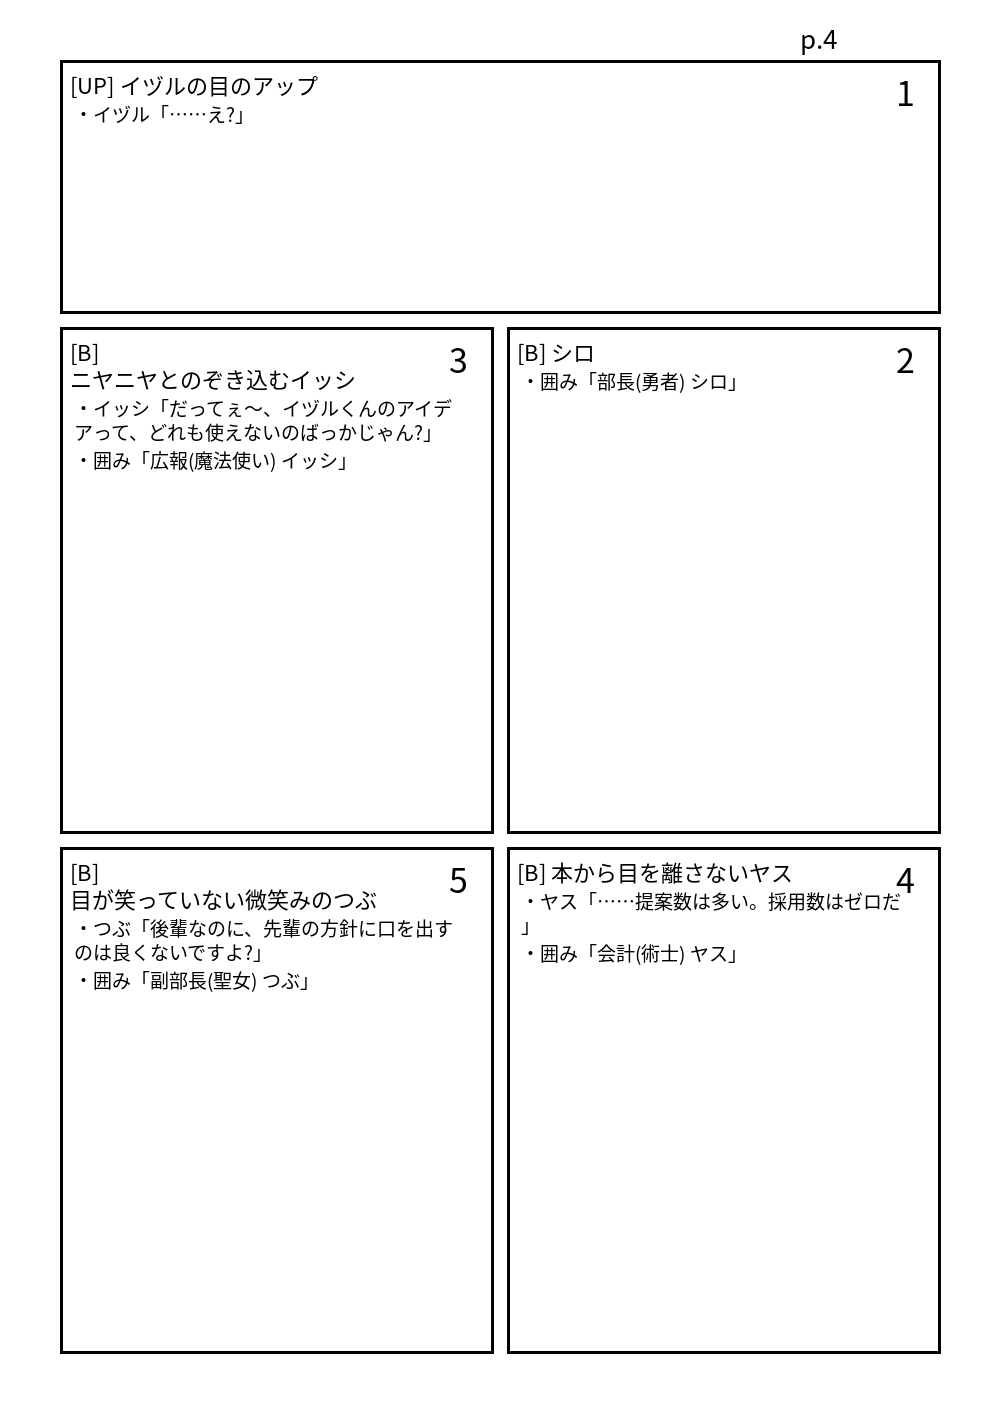 p.4
[UP] イヅルの目のアップ
1
・イヅル「……え?」
[B] シロ
2
・囲み「部長(勇者) シロ」
[B]
3
ニヤニヤとのぞき込むイッシ
・イッシ「だってぇ〜、イヅルくんのアイデ
アって、どれも使えないのばっかじゃん?」
・囲み「広報(魔法使い) イッシ」
[B] 本から目を離さないヤス
4
・ヤス「……提案数は多い。採用数はゼロだ
」
・囲み「会計(術士) ヤス」
[B]
5
目が笑っていない微笑みのつぶ
・つぶ「後輩なのに、先輩の方針に口を出す
のは良くないですよ?」
・囲み「副部長(聖女) つぶ」